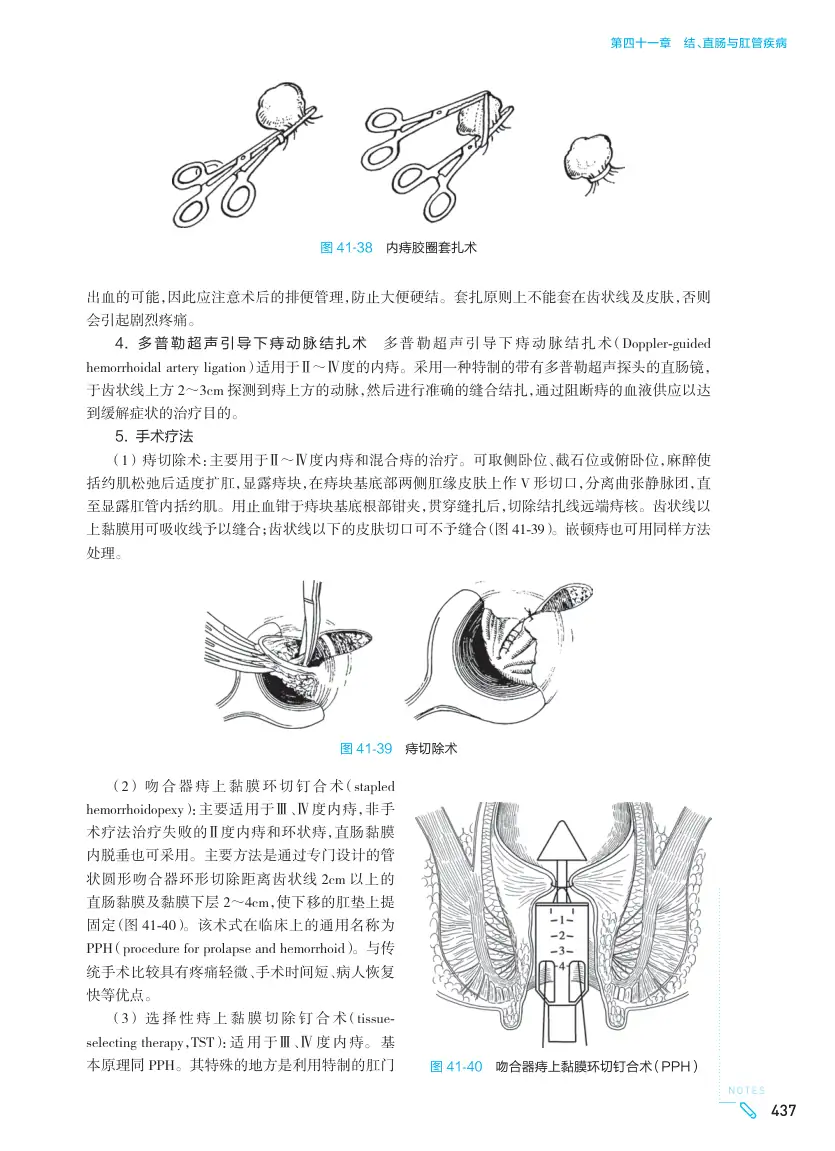 第四十一章　结、直肠与肛管疾病
图 41-38　内痔胶圈套扎术
出血的可能,因此应注意术后的排便管理,防止大便硬结。套扎原则上不能套在齿状线及皮肤,否则
会引起剧烈疼痛。
4. 多普勒超声引导下痔动脉结扎术　多普勒超声引导下痔动脉结扎术(Doppler-guided
hemorrhoidal artery ligation)适用于Ⅱ～Ⅳ度的内痔。采用一种特制的带有多普勒超声探头的直肠镜,
于齿状线上方 2～3cm 探测到痔上方的动脉,然后进行准确的缝合结扎,通过阻断痔的血液供应以达
到缓解症状的治疗目的。
5. 手术疗法
(1) 痔切除术:主要用于Ⅱ～Ⅳ度内痔和混合痔的治疗。可取侧卧位、截石位或俯卧位,麻醉使
括约肌松弛后适度扩肛,显露痔块,在痔块基底部两侧肛缘皮肤上作 V 形切口,分离曲张静脉团,直
至显露肛管内括约肌。用止血钳于痔块基底根部钳夹,贯穿缝扎后,切除结扎线远端痔核。齿状线以
上黏膜用可吸收线予以缝合;齿状线以下的皮肤切口可不予缝合(图 41-39)。嵌顿痔也可用同样方法
处理。
图 41-39　痔切除术
(2) 吻合器痔上黏膜环切钉合术(stapled
hemorrhoidopexy):主要适用于Ⅲ、Ⅳ度内痔,非手
术疗法治疗失败的Ⅱ度内痔和环状痔,直肠黏膜
内脱垂也可采用。主要方法是通过专门设计的管
状圆形吻合器环形切除距离齿状线 2cm 以上的
直肠黏膜及黏膜下层 2～4cm,使下移的肛垫上提
固定(图 41-40)。该术式在临床上的通用名称为
PPH(procedure for prolapse and hemorrhoid)。与传
统手术比较具有疼痛轻微、手术时间短、病人恢复
快等优点。
(3) 选择性痔上黏膜切除钉合术(tissue-
selecting therapy,TST):适用于Ⅲ、Ⅳ度内痔。基
本原理同 PPH。其特殊的地方是利用特制的肛门
-1-
-2-
-3-
-4-
图 41-40　吻合器痔上黏膜环切钉合术(PPH)
NOTES
437